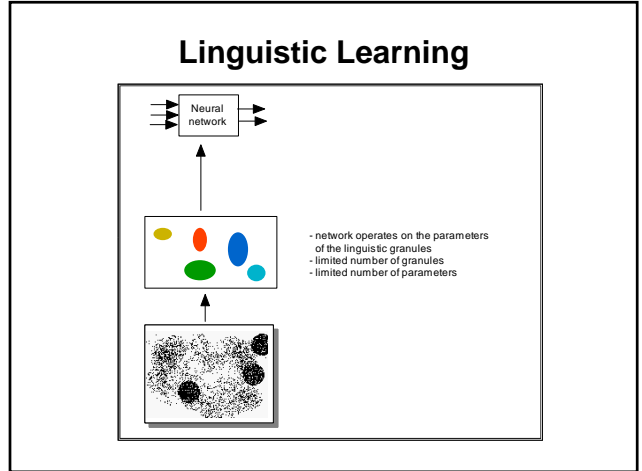 Linguistic Learning
Neural
network
- network operates on the parameters
of the linguistic granules
- limited number of granules
- limited number of parameters